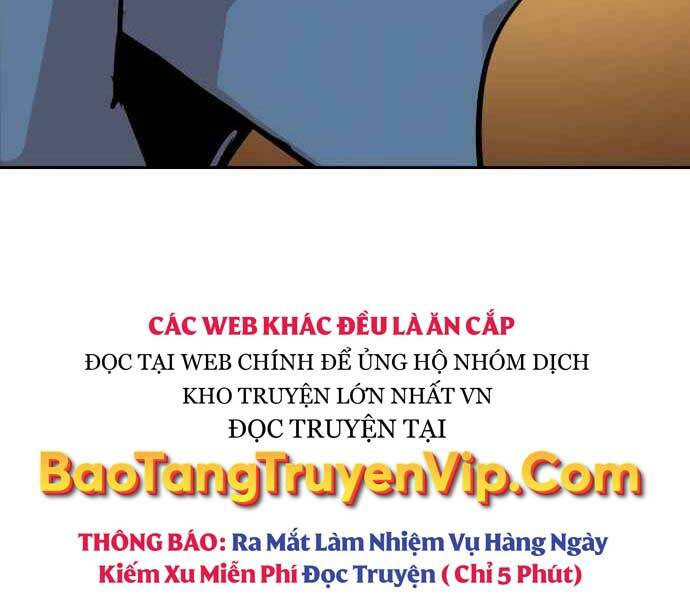 CÁC WEB KHÁC ĐỀU LÀ ĂN CẮP
ĐỌC TẠI WEB CHÍNH ĐỂ ỦNG HỘ NHÓM DỊCH
KHO TRUYỆN LỚN NHẤT VN
ĐỌC TRUYỆN TẠI
BaoTangTruyenVip.Com
THÔNG BÁO: Ra Mắt Làm Nhiệm Vụ Hàng Ngày
Kiếm Xu Miễn Phí Đọc Truyện ( Chỉ 5 Phút)